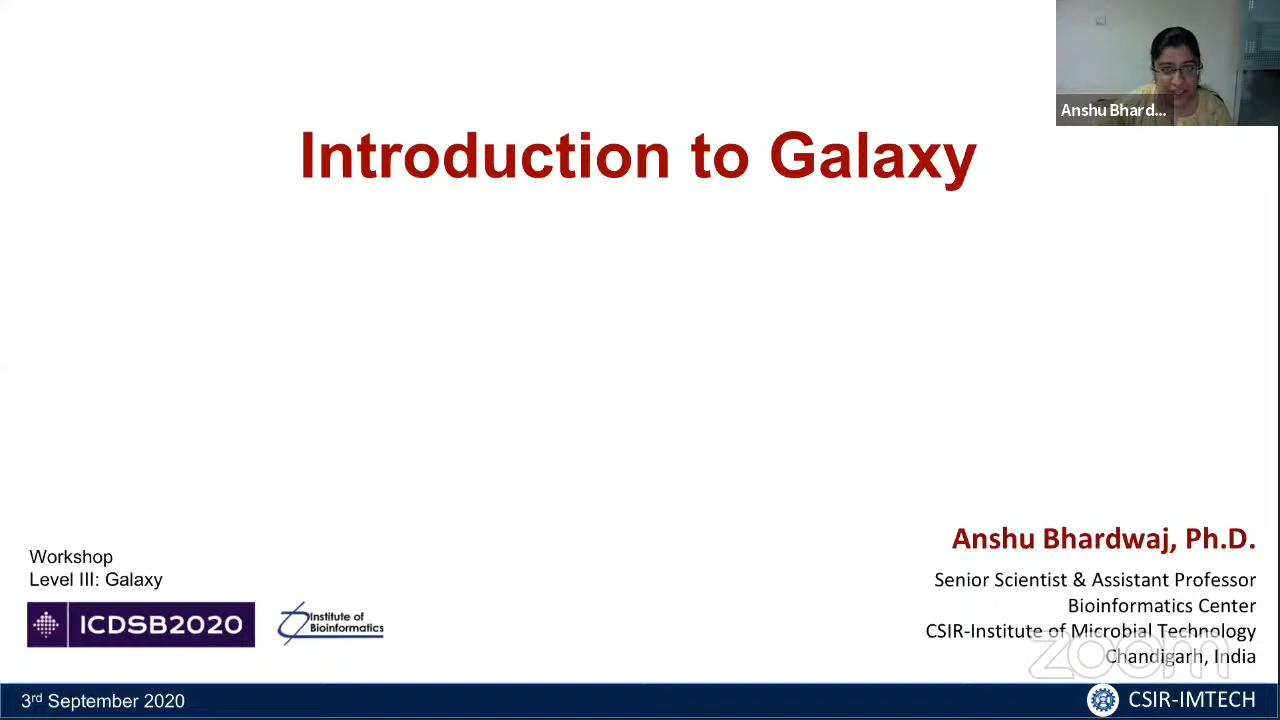 Anshu Bhard...
Introduction to Galaxy
Anshu Bhardwaj, Ph.D.
Senior Scientist & Assistant Professor
Bioinformatics Center
CSIR-Institute of Microbial Technology
Chandigarh, India
Workshop
Level III: Galaxy
ICDSB2020
Institute of
Bioinformatics
zoom
3rd September 2020
CSIR-IMTECH